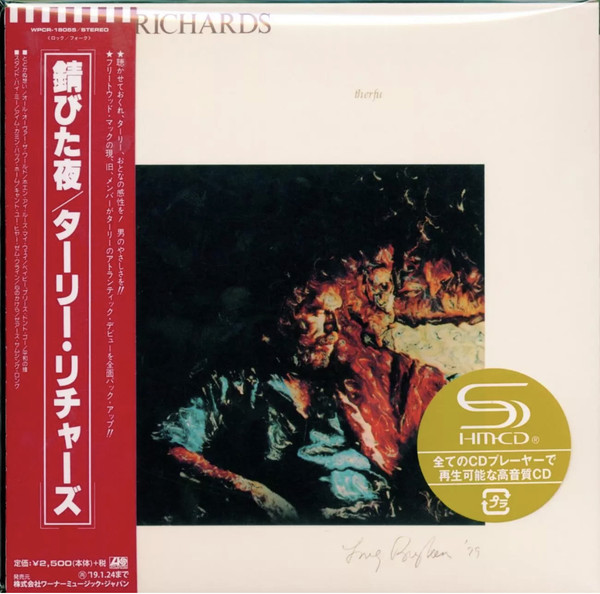 RICHARDS
WPCR-18065/STEREO
〈ロック／フォーク〉
錆びた夜／ターリー・リチャーズ
★聴かせておくれ、ターリー、おとなの感性を！ 男のやさしさを!!
★フリートウッド・マックの現、旧、メンバーがターリーのアトランティック・デビューを全面バック・アップ!!
therfu
SHM-CD®
全てのCDプレーヤーで
再生可能な高音質CD
プラ
'79
定価：¥2,500(本体)+税
'19.1.24まで
発売元
株式会社ワーナーミュージック・ジャパン